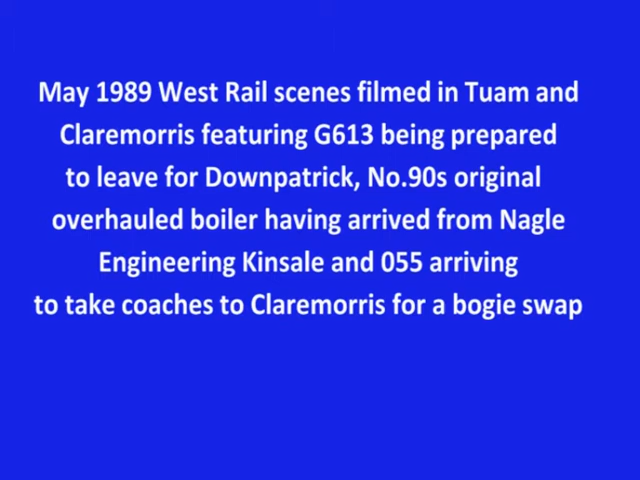 May 1989 West Rail scenes filmed in Tuam and
Claremorris featuring G613 being prepared
to leave for Downpatrick, No.90s original
overhauled boiler having arrived from Nagle
Engineering Kinsale and 055 arriving
to take coaches to Claremorris for a bogie swap